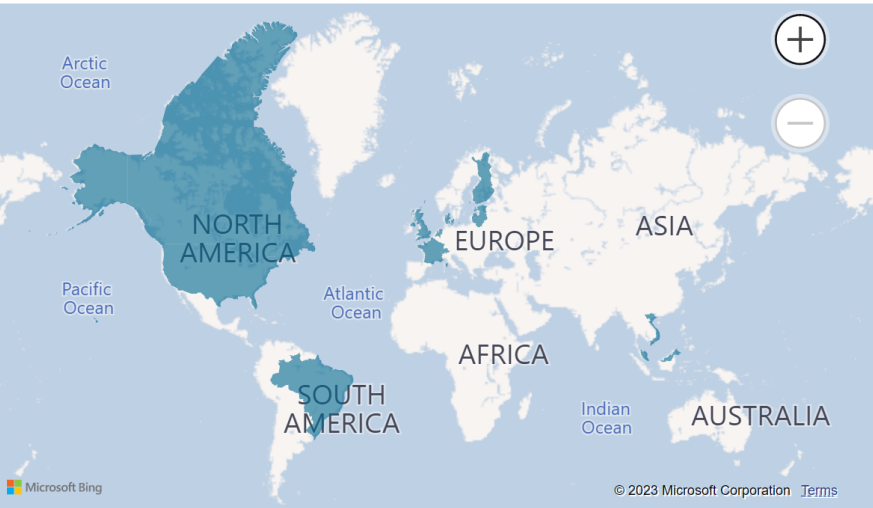 Arctic
Ocean
NORTH
AMERICA
EUROPE
ASIA
Pacific
Ocean
Atlantic
Ocean
AFRICA
SOUTH
AMERICA
Indian
Ocean
AUSTRALIA
Microsoft Bing
© 2023 Microsoft Corporation Terms